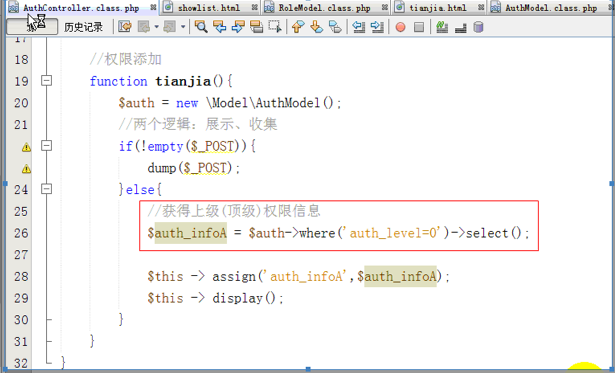 AuthController.class.php showlist.html RoleModel.class.php tianjia.html AuthModel.class.php
源 历史记录
17
18 //权限添加
19 function tianjia(){
20 $auth = new \Model\AuthModel();
21 //两个逻辑：展示、收集
if(!empty($_POST)){
dump($_POST);
24 }else{
25 //获得上级(顶级)权限信息
26 $auth_infoA = $auth->where('auth_level=0')->select();
27
28 $this -> assign('auth_infoA',$auth_infoA);
29 $this -> display();
30 }
31 }
32 }